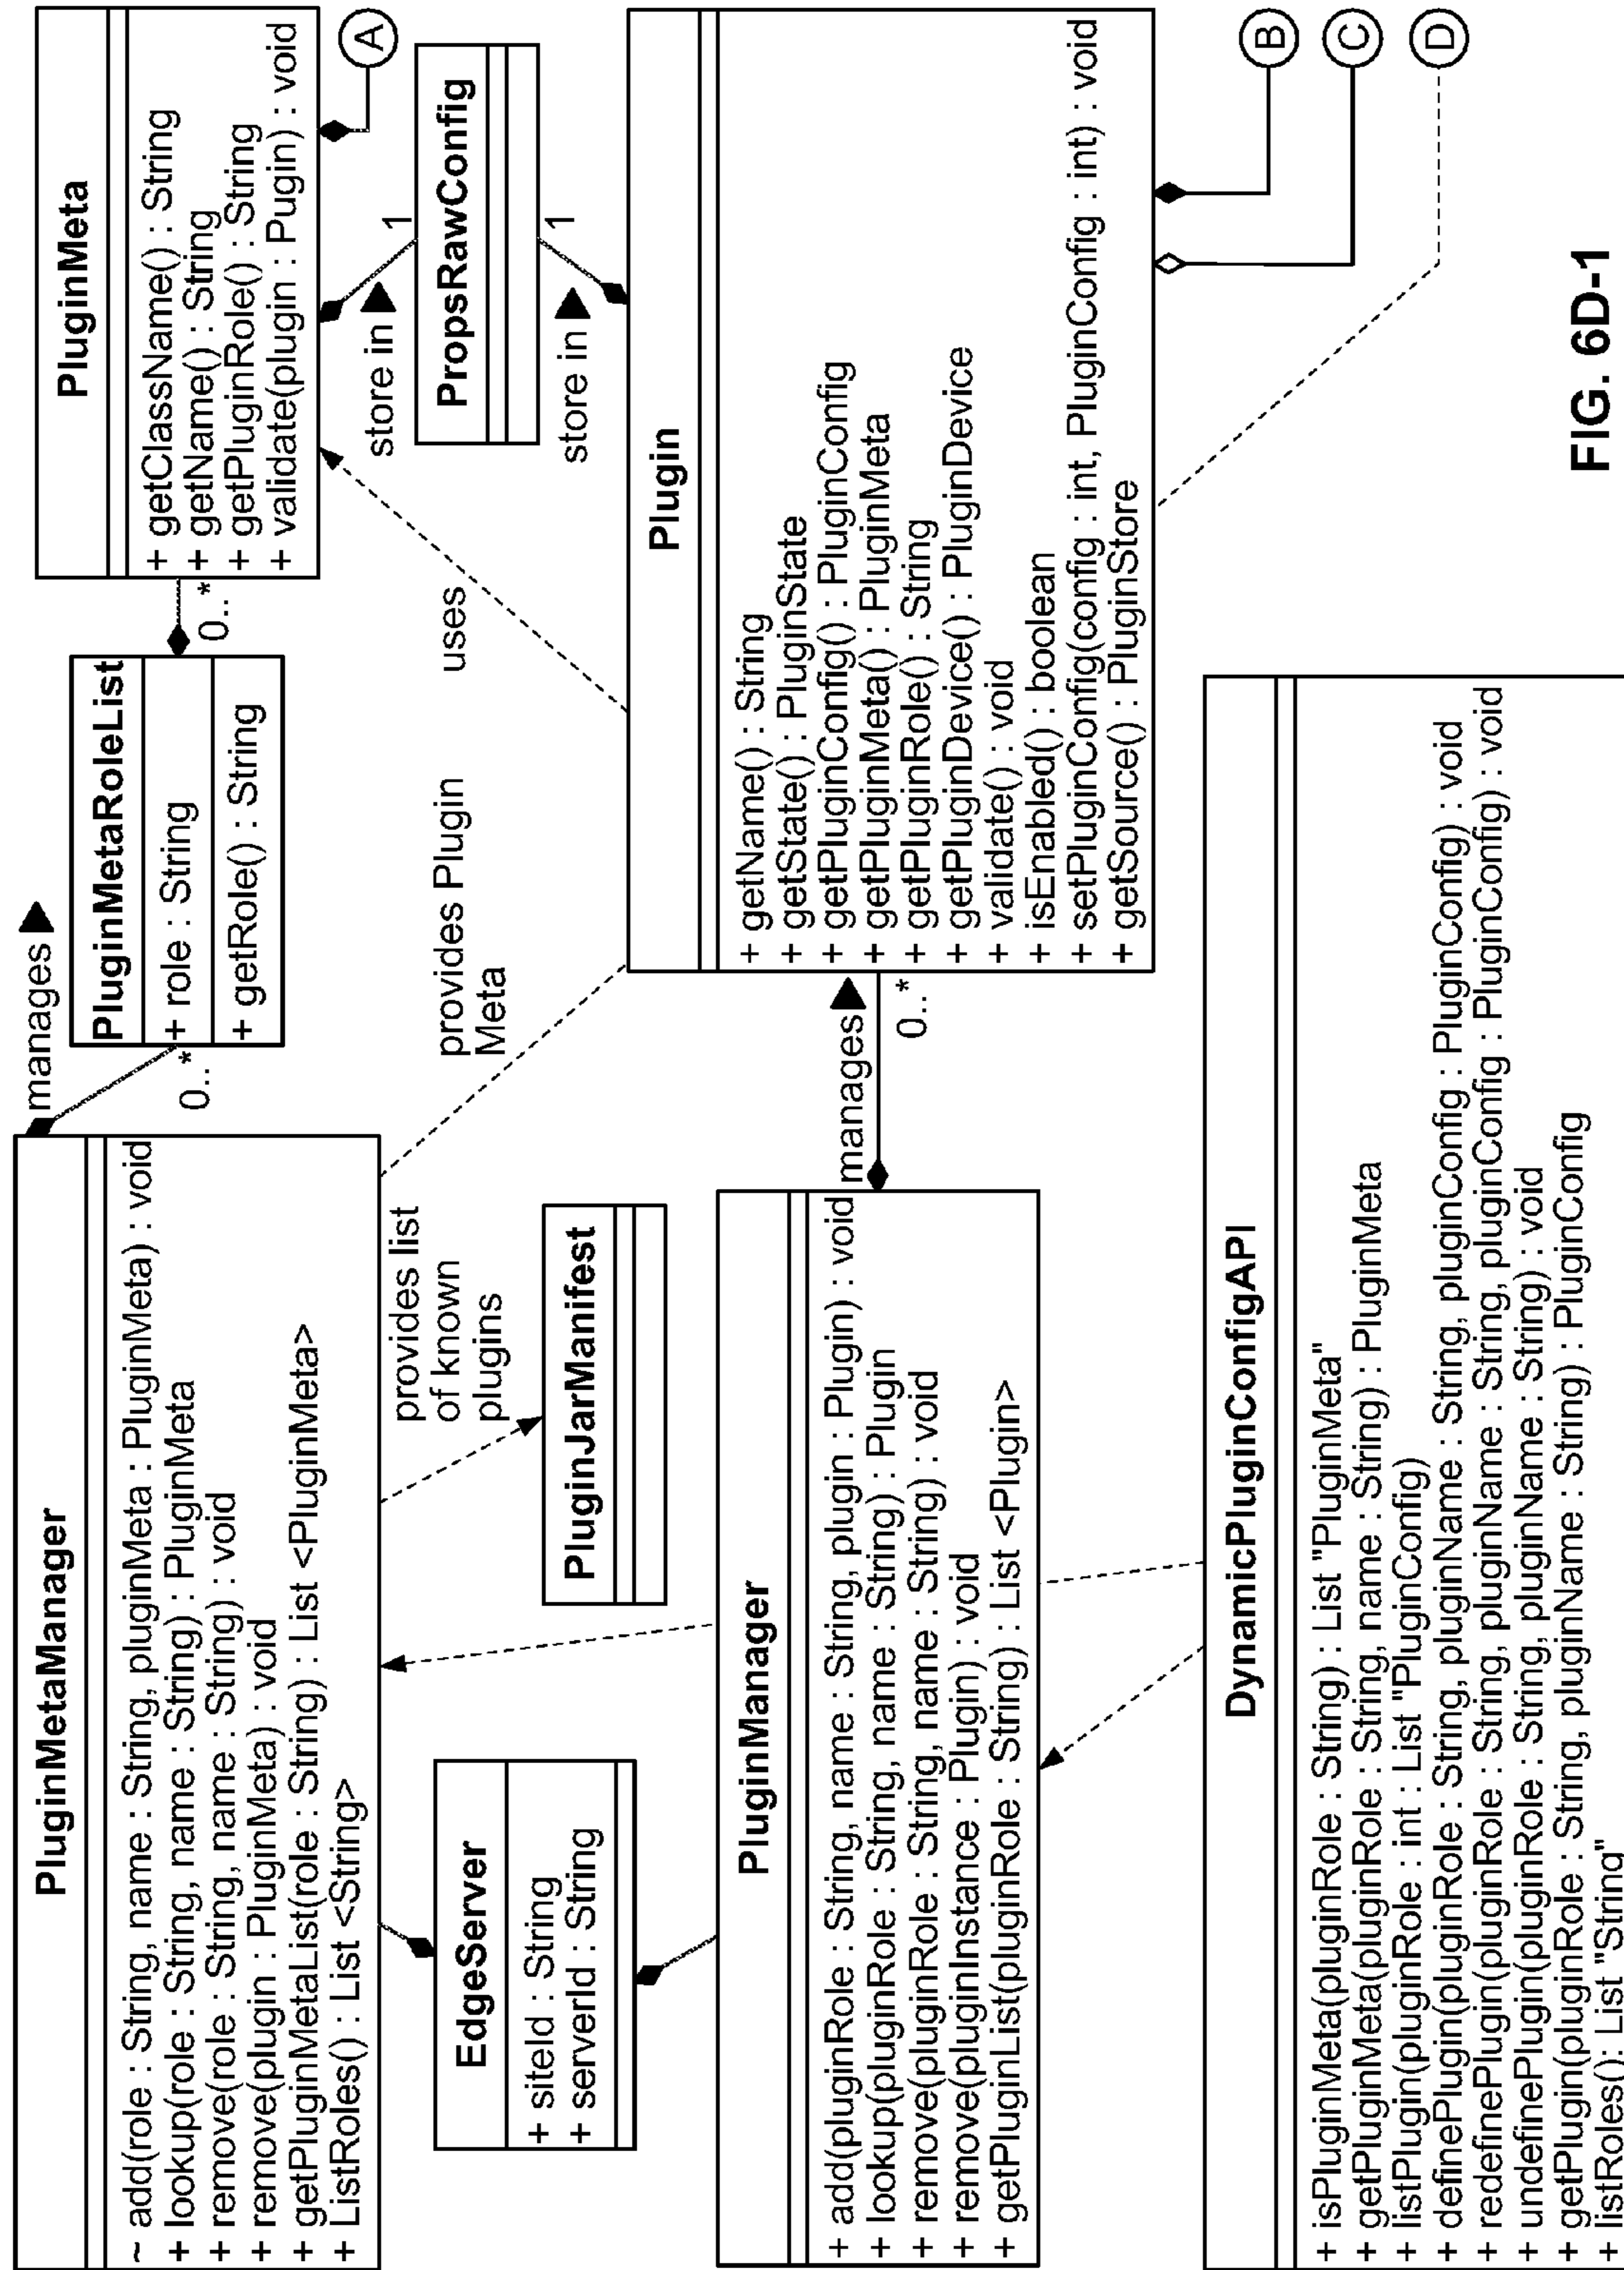 PluginMetaManager
~ add(role : String, name : String, pluginMeta : PluginMeta) : void
+ lookup(role : String, name : String) : PluginMeta
+ remove(role : String, name : String) : void
+ remove(plugin : PluginMeta) : void
+ getPluginMetaList(role : String) : List <PluginMeta>
+ ListRoles() : List <String>
manages
0..*
PluginMetaRoleList
+ role : String
+ getRole() : String
0..*
PluginMeta
+ getClassName() : String
+ getName() : String
+ getPluginRole() : String
+ validate(plugin : Pugin) : void
A
EdgeServer
+ siteId : String
+ serverId : String
provides list
of known
plugins
PluginJarManifest
provides Plugin
Meta
uses
store in
1
PropsRawConfig
store in
1
PluginManager
+ add(pluginRole : String, name : String, plugin : Plugin) : void
+ lookup(pluginRole : String, name : String) : Plugin
+ remove(pluginRole : String, name : String) : void
+ remove(pluginInstance : Plugin) : void
+ getPluginList(pluginRole : String) : List <Plugin>
manages
0..*
Plugin
+ getName() : String
+ getState() : PluginState
+ getPluginConfig() : PluginConfig
+ getPluginMeta() : PluginMeta
+ getPluginRole() : String
+ getPluginDevice() : PluginDevice
+ validate() : void
+ isEnabled() : boolean
+ setPluginConfig(config : int, PluginConfig : int) : void
+ getSource() : PluginStore
B
C
D
DynamicPluginConfigAPI
+ isPluginMeta(pluginRole : String) : List "PluginMeta"
+ getPluginMeta(pluginRole : String, name : String) : PluginMeta
+ listPlugin(pluginRole : int : List "PluginConfig)
+ definePlugin(pluginRole : String, pluginName : String, pluginConfig : PluginConfig) : void
+ redefinePlugin(pluginRole : String, pluginName : String, pluginConfig : PluginConfig) : void
+ undefinePlugin(pluginRole : String, pluginName : String) : void
+ getPlugin(pluginRole : String, pluginName : String) : PluginConfig
+ listRoles(): List "String"
FIG. 6D-1